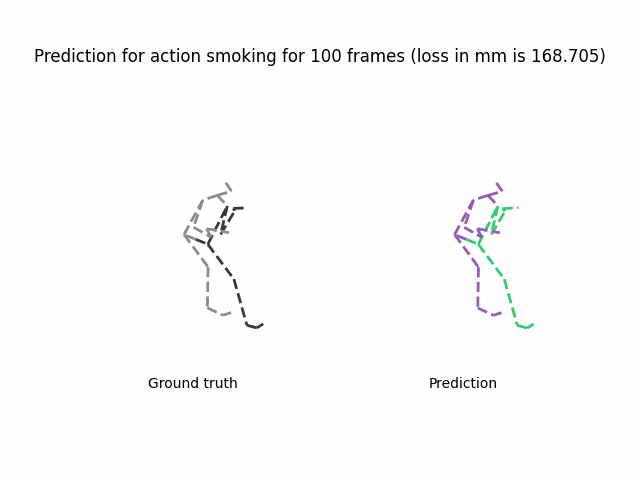 Prediction for action smoking for 100 frames (loss in mm is 168.705)
Ground truth
Prediction